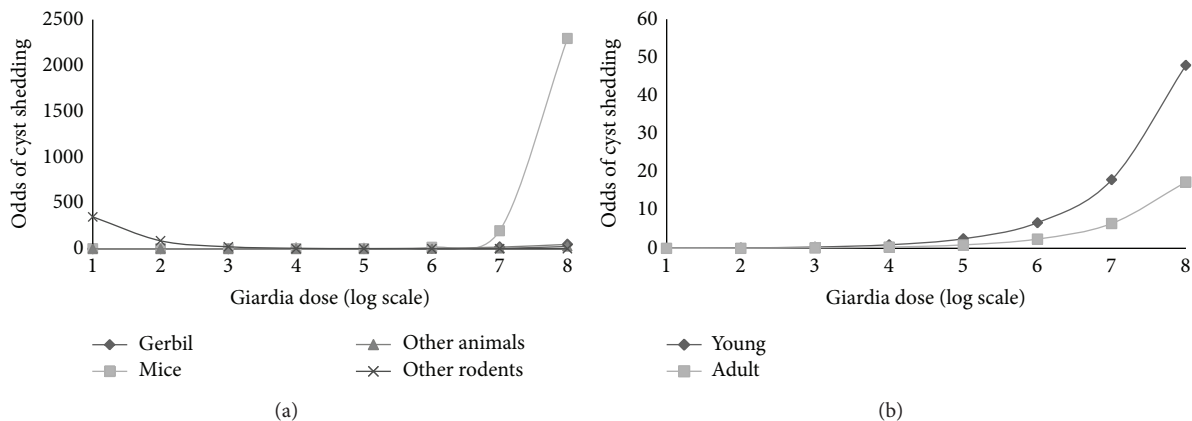 Odds of cyst shedding
2500
2000
1500
1000
500
0
1 2 3 4 5 6 7 8
Giardia dose (log scale)
Gerbil
Mice
Other animals
Other rodents
(a)
Odds of cyst shedding
60
50
40
30
20
10
0
1 2 3 4 5 6 7 8
Giardia dose (log scale)
Young
Adult
(b)